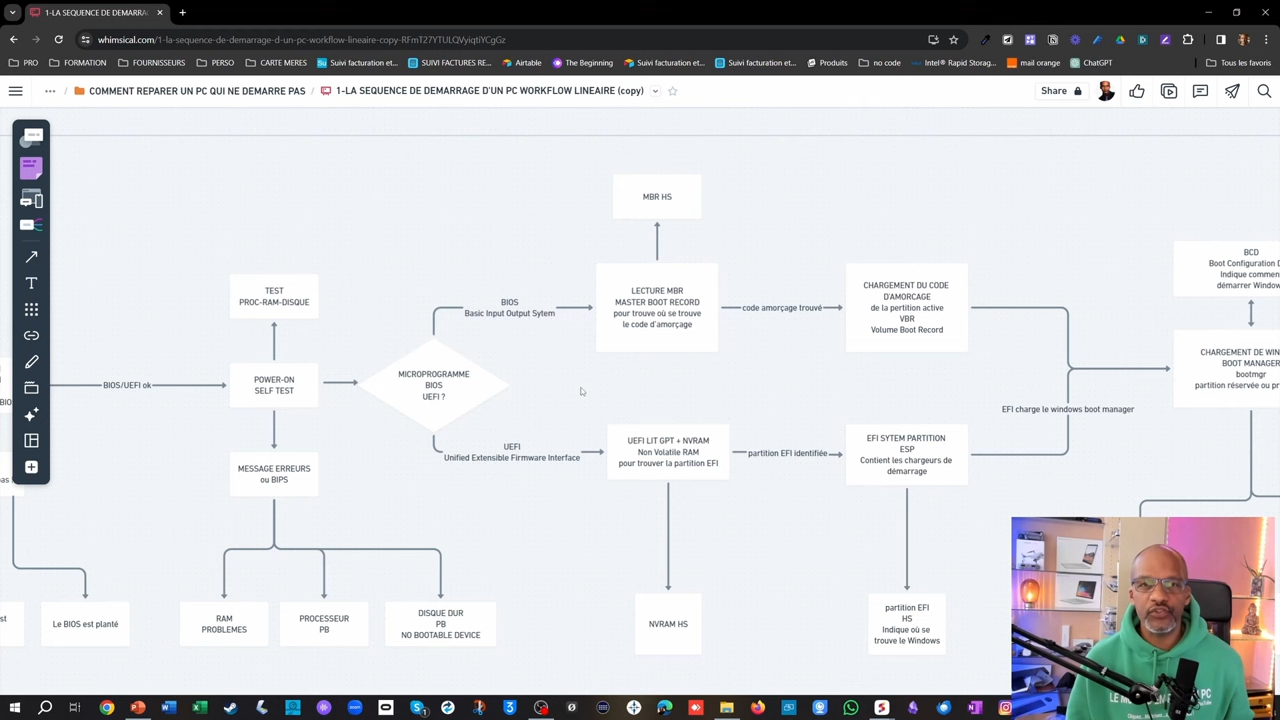 1-LA SEQUENCE DE DEMARRA
whimsical.com/1-la-sequence-de-demarrage-d-un-pc-workflow-lineaire-copy-RFmT27YTULQVyiqtiYCgGz
PRO
FORMATION
FOURNISSEURS
PERSO
CARTE MERES
Suivi facturation et...
SUIVI FACTURES RE...
Airtable
The Beginning
Suivi facturation e...
Suivi facturation et...
Produits
Intel® Rapid Storag...
mail orange
ChatGPT
Tous les favoris
... / COMMENT REPARER UN PC QUI NE DEMARRE PAS / 1-LA SEQUENCE DE DEMARRAGE D'UN PC WORKFLOW LINEAIRE (copy)
Share
MBR HS
TEST
PROC-RAM-DISQUE
BIOS
Basic Input Output Sytem
LECTURE MBR
MASTER BOOT RECORD
pour trouve où se trouve
le code d'amorçage
code amorçage trouvé
CHARGEMENT DU CODE
D'AMORCAGE
de la partition active
VBR
Volume Boot Record
BCD
Boot Configuration D
Indique commen
démarrer Window
BIOS/UEFI ok
POWER-ON
SELF TEST
MICROPROGRAMME
BIOS
UEFI ?
CHARGEMENT DE WIN
BOOT MANAGER
bootmgr
partition réservée ou pr
EFI charge le windows boot manager
BIO
MESSAGE ERREURS
ou BIPS
UEFI
Unified Extensible Firmware Interface
UEFI LIT GPT + NVRAM
Non Volatile RAM
pour trouver la partition EFI
partition EFI identifiée
EFI SYTEM PARTITION
ESP
Contient les chargeurs de
démarrage
pas
st
Le BIOS est planté
RAM
PROBLEMES
PROCESSEUR
PB
DISQUE DUR
PB
NO BOOTABLE DEVICE
NVRAM HS
partition EFI
HS
Indique où se
trouve le Windows